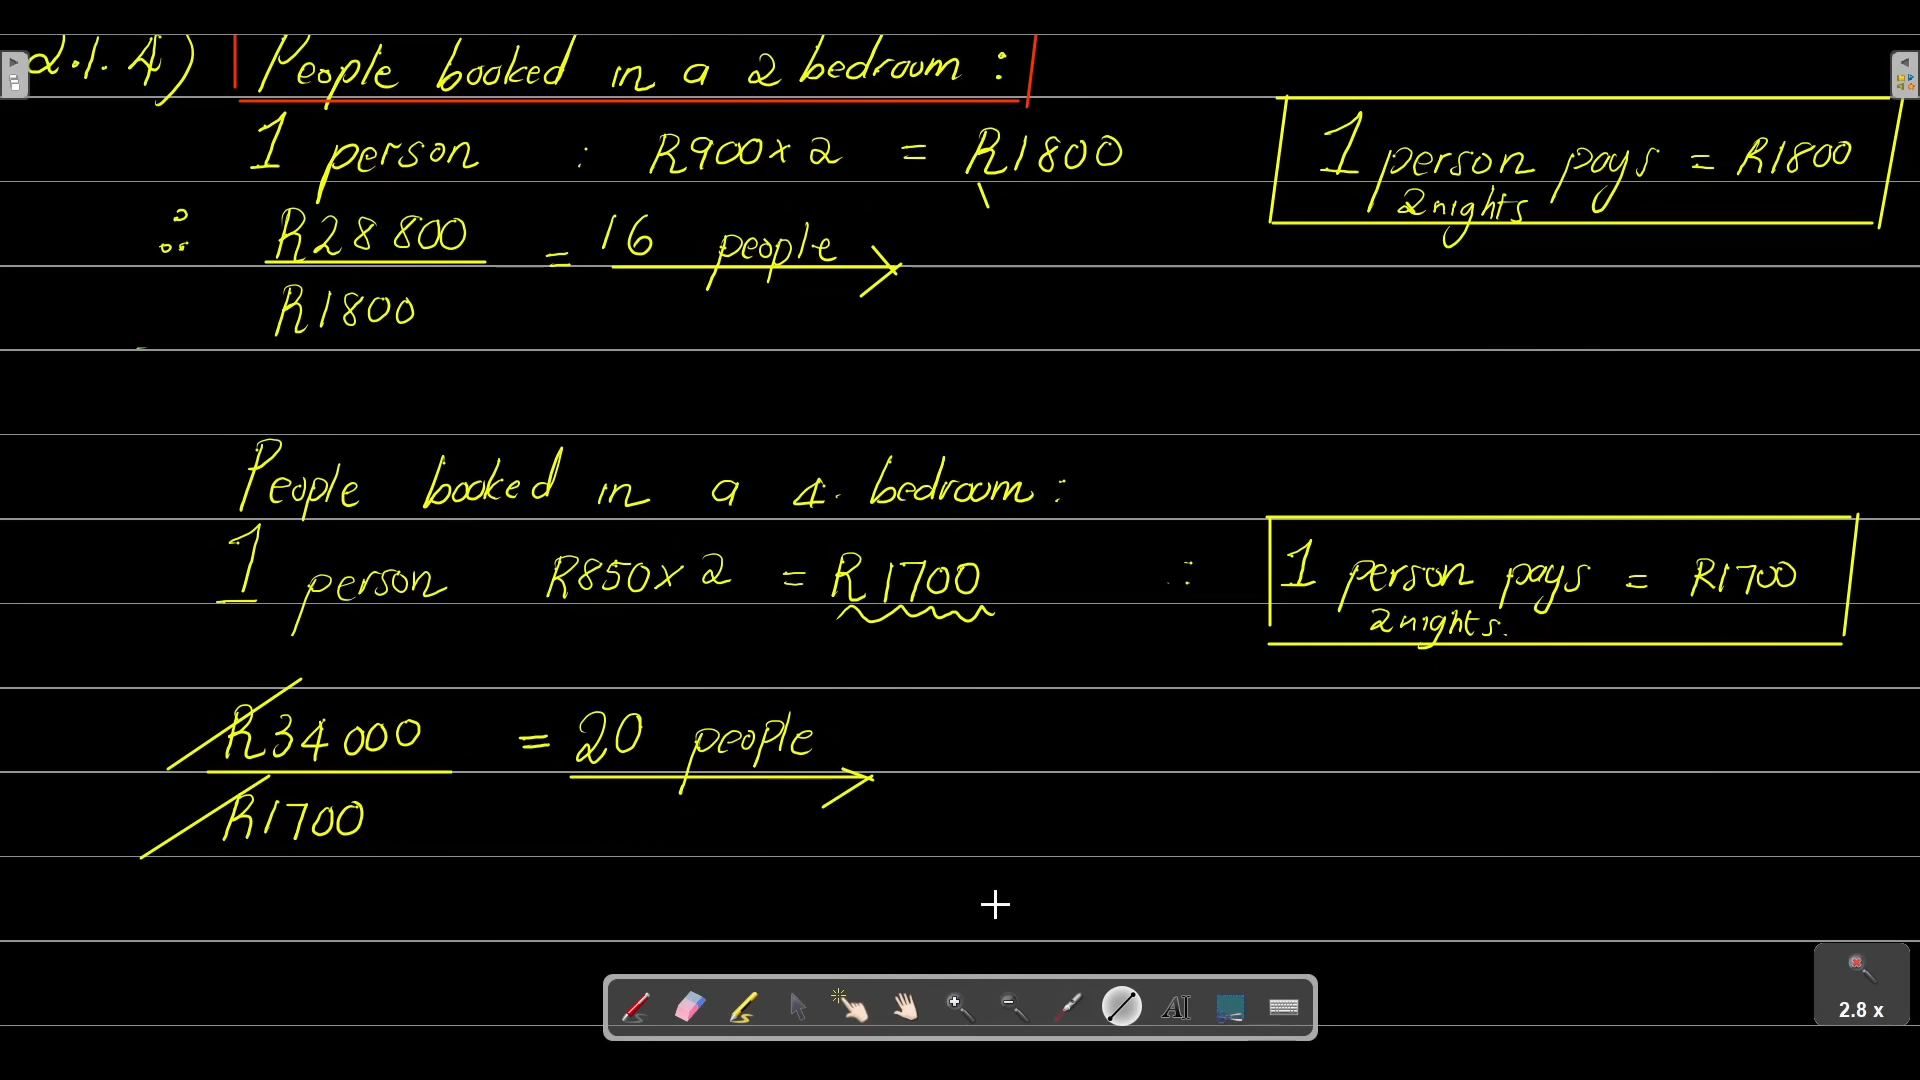 2.1.4) People booked in a 2 bedroom :
1 person : R900 x 2 = R1800
1 person pays = R1800
2 nights
∴ R28 800 = 16 people
R1800
People booked in a 4 bedroom :
1 person R850 x 2 = R1700 ∴
1 person pays = R1700
2 nights.
R34 000 = 20 people
R1700
AI
2.8 x